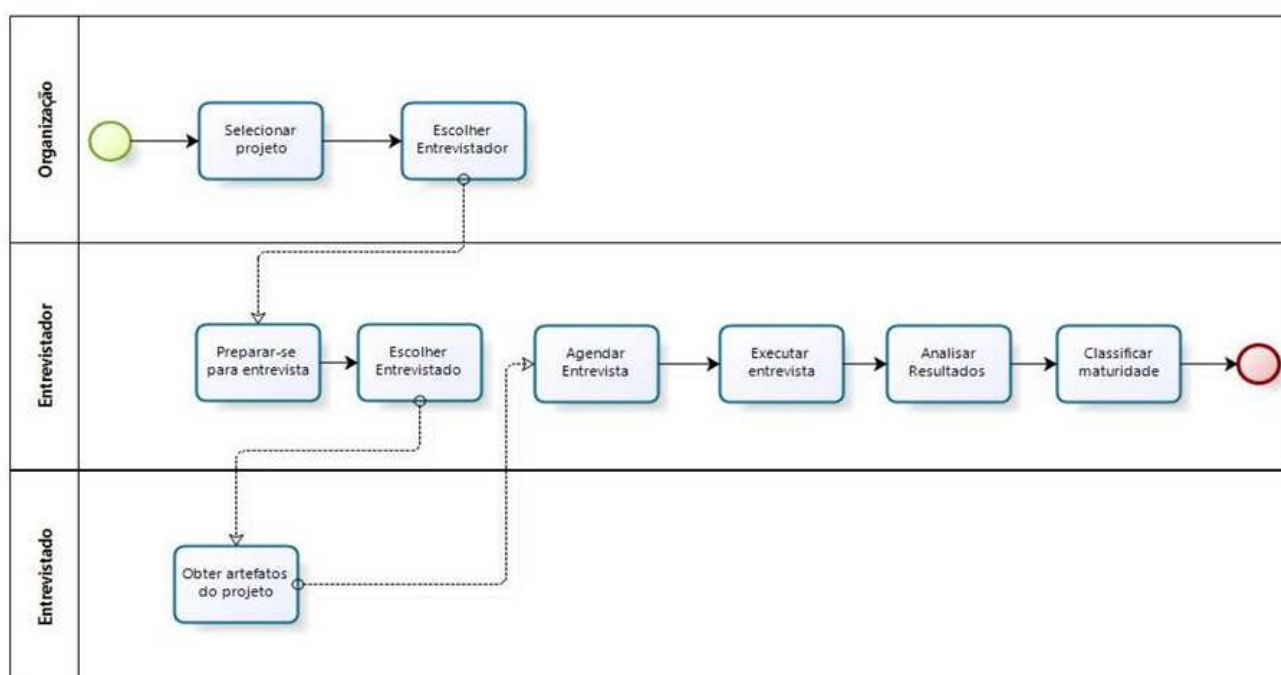 Organização
Selecionar
projeto
Escolher
Entrevistador
Entrevistador
Preparar-se
para entrevista
Escolher
Entrevistado
Agendar
Entrevista
Executar
entrevista
Analisar
Resultados
Classificar
maturidade
Entrevistado
Obter artefatos
do projeto